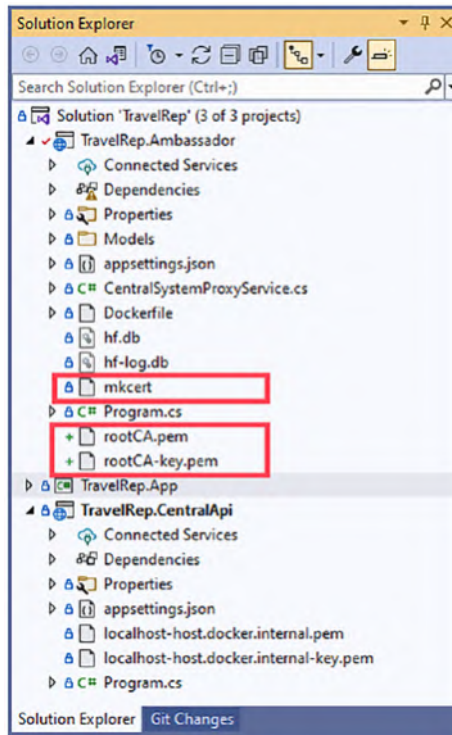 Solution Explorer
Search Solution Explorer (Ctrl+;)
Solution 'TravelRep' (3 of 3 projects)
TravelRep.Ambassador
Connected Services
Dependencies
Properties
Models
appsettings.json
C# CentralSystemProxyService.cs
Dockerfile
hf.db
hf-log.db
mkcert
C# Program.cs
rootCA.pem
rootCA-key.pem
TravelRep.App
TravelRep.CentralApi
Connected Services
Dependencies
Properties
appsettings.json
localhost-host.docker.internal.pem
localhost-host.docker.internal-key.pem
C# Program.cs
Solution Explorer Git Changes